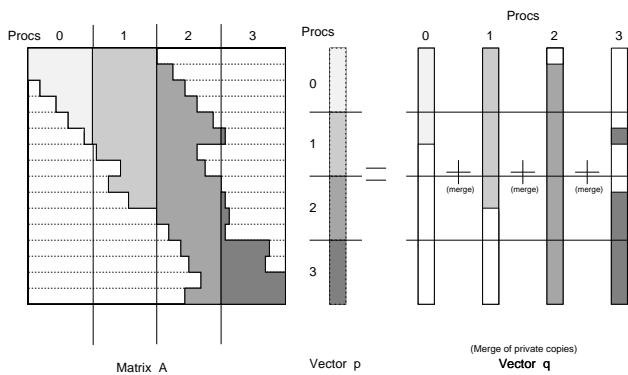 Procs
Procs 0 1 2 3
0 1 2 3
0
1
2
3
(merge) (merge) (merge)
(Merge of private copies)
Matrix A
Vector p
Vector q